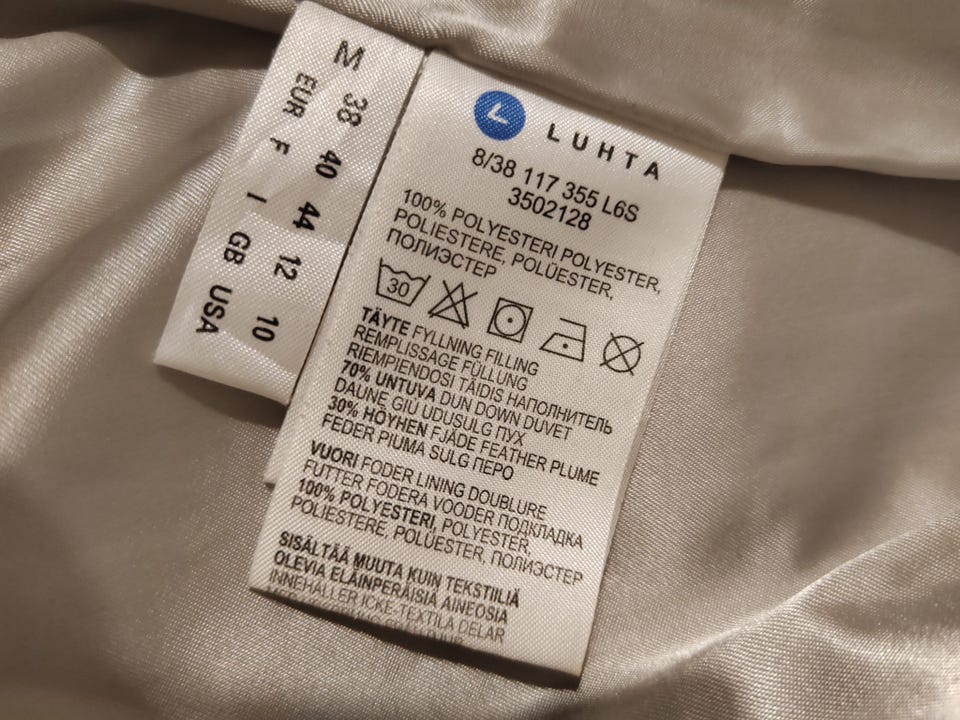 M
EUR 38
F 40
I 44
GB 12
USA 10
LUHTA
8/38 117 355 L6S
3502128
100% POLYESTERI POLYESTER,
POLIESTERE, POLÜESTER,
ПОЛИЭСТЕР
30
TÄYTE FYLLNING FILLING
REMPLISSAGE FÜLLUNG
RIEMPIENDOSI TÄIDIS НАПОЛНИТЕЛЬ
70% UNTUVA DUN DOWN DUVET
DAUNE GIÚ UDUSULG ПУХ
30% HÖYHEN FJÄDE FEATHER PLUME
FEDER PIUMA SULG ПЕРО
VUORI FODER LINING DOUBLURE
FUTTER FÓDERA VOODER ПОДКЛАДКА
100% POLYESTERI, POLYESTER,
POLIESTERE, POLÜESTER, ПОЛИЭСТЕР
SISÄLTÄÄ MUUTA KUIN TEKSTIILIÄ
OLEVIA ELÄINPERÄISIÄ AINEOSIA
INNEHÅLLER ICKE-TEXTILA DELAR